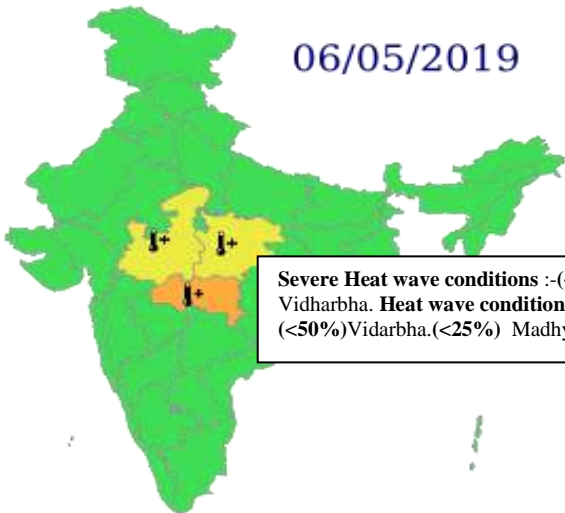 06/05/2019
Severe Heat wave conditions :-(
Vidharbha. Heat wave condition
(<50%)Vidarbha.(<25%) Madhy